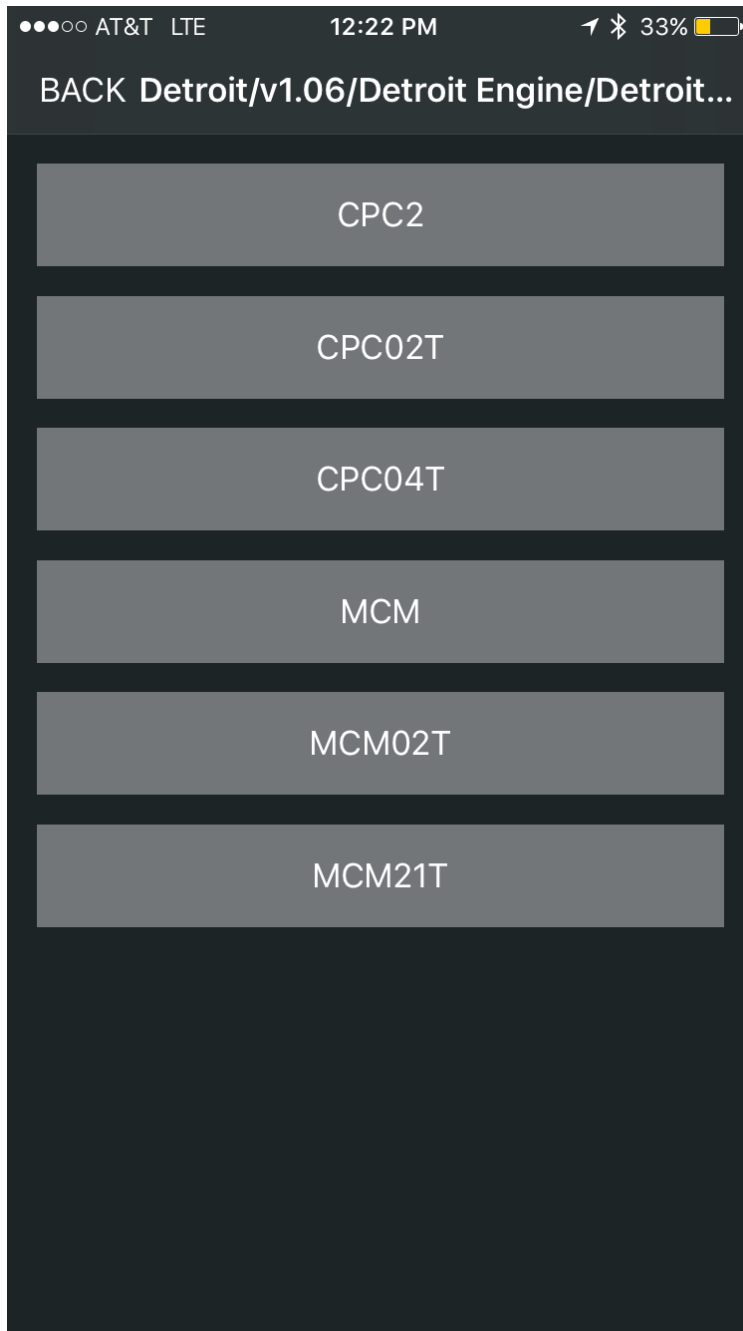 AT&T LTE 12:22 PM 33%
BACK Detroit/v1.06/Detroit Engine/Detroit...
CPC2
CPC02T
CPC04T
MCM
MCM02T
MCM21T